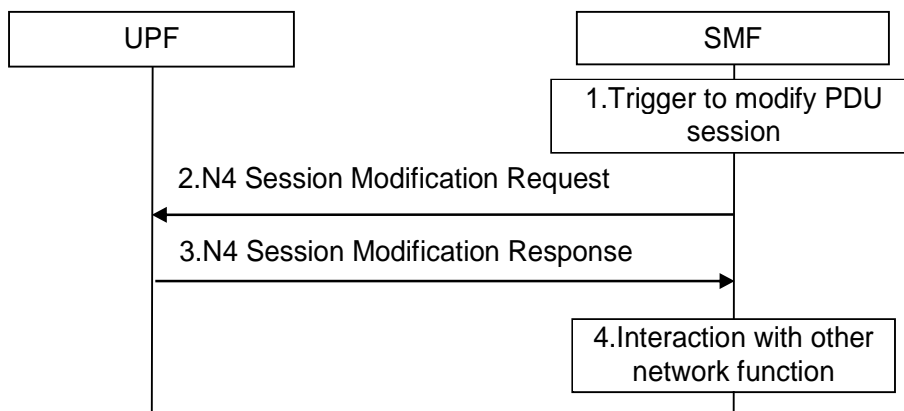 UPF
SMF
1.Trigger to modify PDU
session
2.N4 Session Modification Request
3.N4 Session Modification Response
4.Interaction with other
network function